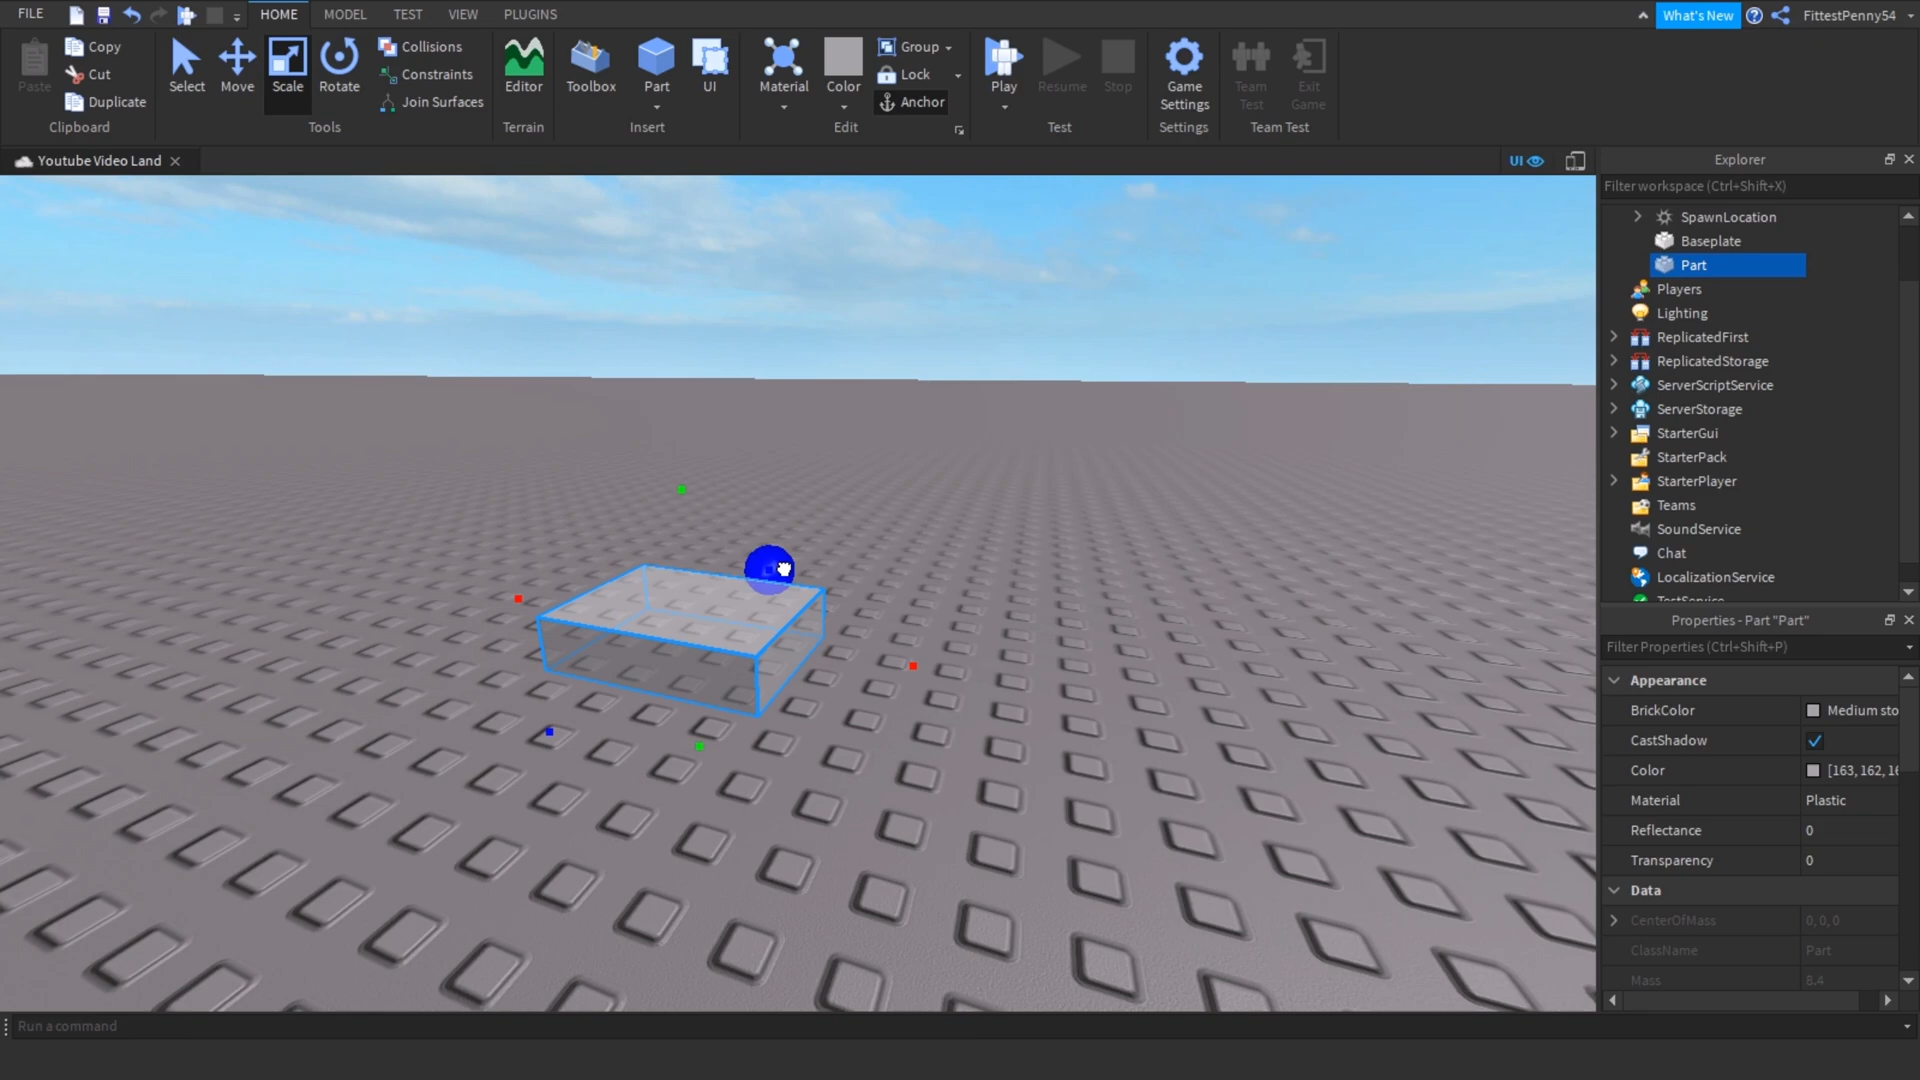 FILE HOME MODEL TEST VIEW PLUGINS What's New FittestPenny54
Paste
Copy
Cut
Duplicate
Clipboard
Select
Move
Scale
Rotate
Collisions
Constraints
Join Surfaces
Tools
Editor
Terrain
Toolbox
Part
UI
Insert
Material
Color
Group
Lock
Anchor
Edit
Play
Resume
Stop
Test
Game
Settings
Settings
Team
Test
Exit
Game
Team Test
Youtube Video Land
UI
Explorer
Filter workspace (Ctrl+Shift+X)
SpawnLocation
Baseplate
Part
Players
Lighting
ReplicatedFirst
ReplicatedStorage
ServerScriptService
ServerStorage
StarterGui
StarterPack
StarterPlayer
Teams
SoundService
Chat
LocalizationService
TestService
Properties - Part "Part"
Filter Properties (Ctrl+Shift+P)
Appearance
BrickColor Medium sto
CastShadow
Color [163, 162, 16
Material Plastic
Reflectance 0
Transparency 0
Data
CenterOfMass 0, 0, 0
ClassName Part
Mass 8.4
Run a command